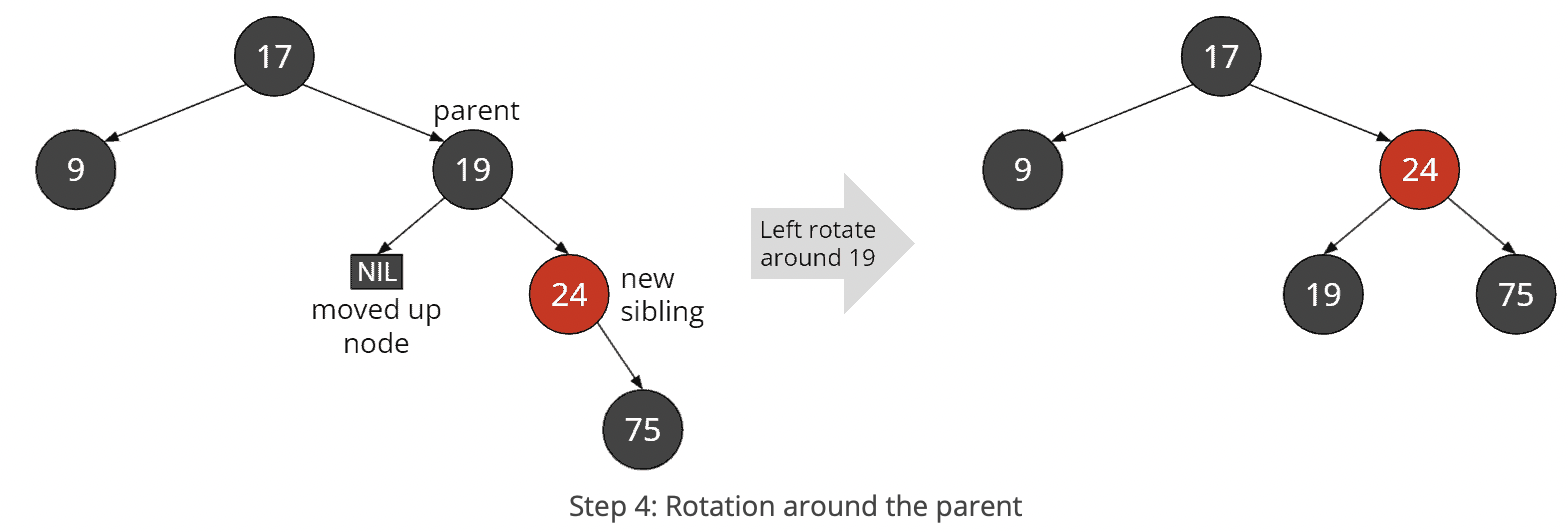 17
parent
9
19
NIL
moved up
node
24
new
sibling
75
Left rotate
around 19
17
9
24
19
75
Step 4: Rotation around the parent